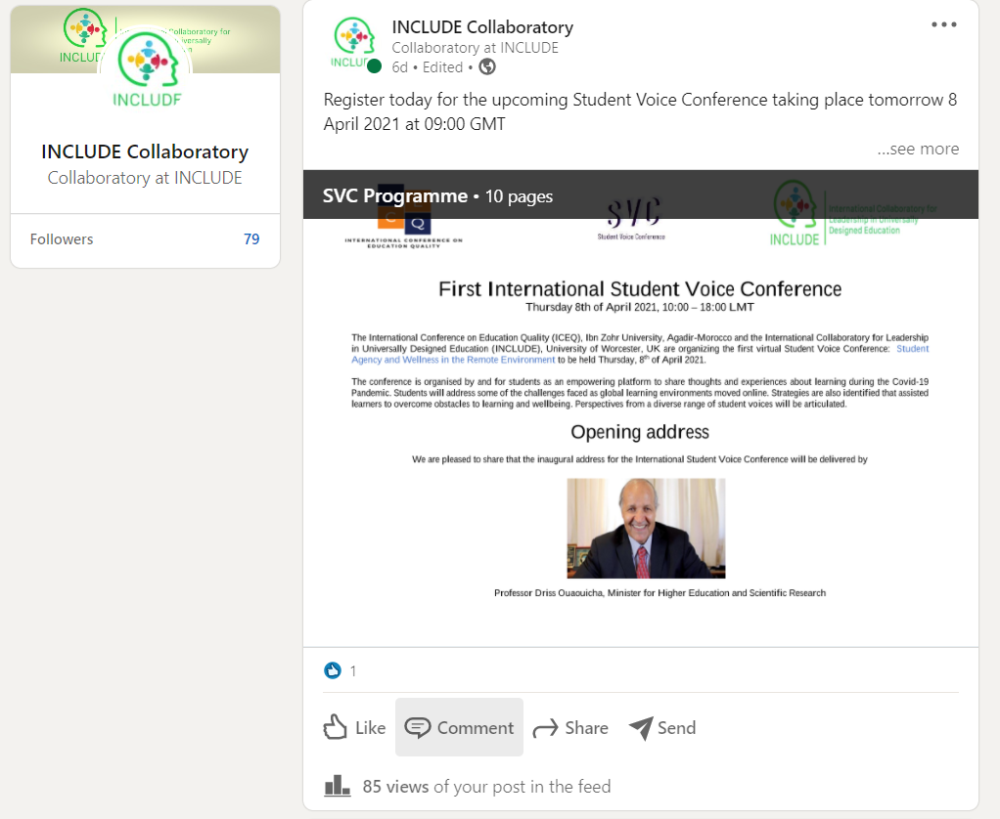 INCLUDE
INCLUDE
INCLUDE Collaboratory
Collaboratory at INCLUDE
Followers 79
INCLUDE Collaboratory
Collaboratory at INCLUDE
6d • Edited •
Register today for the upcoming Student Voice Conference taking place tomorrow 8
April 2021 at 09:00 GMT
...see more
SVC Programme • 10 pages
C Q
INTERNATIONAL CONFERENCE ON
EDUCATION QUALITY
SVC
Student Voice Conference
INCLUDE
International Collaboratory for
Leadership in Universally
Designed Education
First International Student Voice Conference
Thursday 8th of April 2021, 10:00 – 18:00 LMT
The International Conference on Education Quality (ICEQ), Ibn Zohr University, Agadir-Morocco and the International Collaboratory for Leadership
in Universally Designed Education (INCLUDE), University of Worcester, UK are organizing the first virtual Student Voice Conference: Student
Agency and Wellness in the Remote Environment to be held Thursday, 8th of April 2021.
The conference is organised by and for students as an empowering platform to share thoughts and experiences about learning during the Covid-19
Pandemic. Students will address some of the challenges faced as global learning environments moved online. Strategies are also identified that assisted
learners to overcome obstacles to learning and wellbeing. Perspectives from a diverse range of student voices will be articulated.
Opening address
We are pleased to share that the inaugural address for the International Student Voice Conference will be delivered by
Professor Driss Ouaouicha, Minister for Higher Education and Scientific Research
1
Like Comment Share Send
85 views of your post in the feed